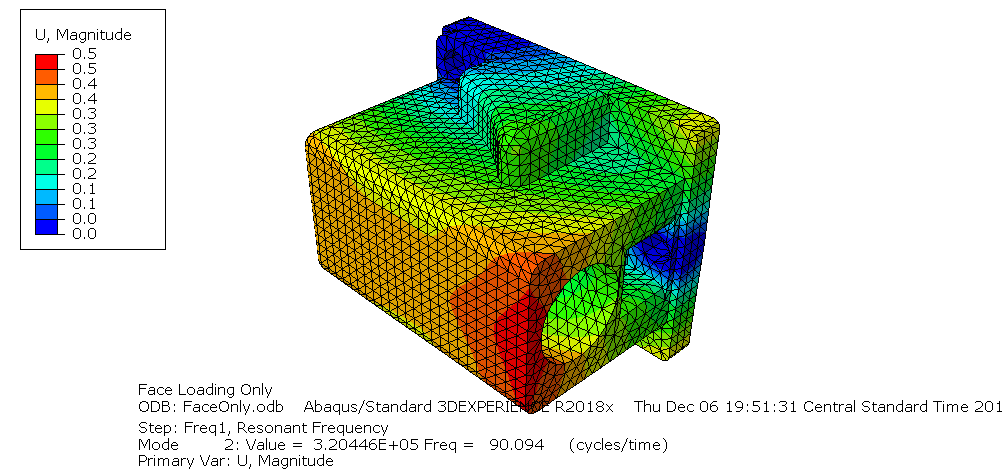 U, Magnitude
0.5
0.5
0.4
0.4
0.3
0.3
0.3
0.2
0.2
0.1
0.1
0.0
0.0
Face Loading Only
ODB: FaceOnly.odb Abaqus/Standard 3DEXPERIENCE R2018x Thu Dec 06 19:51:31 Central Standard Time 201
Step: Freq1, Resonant Frequency
Mode 2: Value = 3.20446E+05 Freq = 90.094 (cycles/time)
Primary Var: U, Magnitude